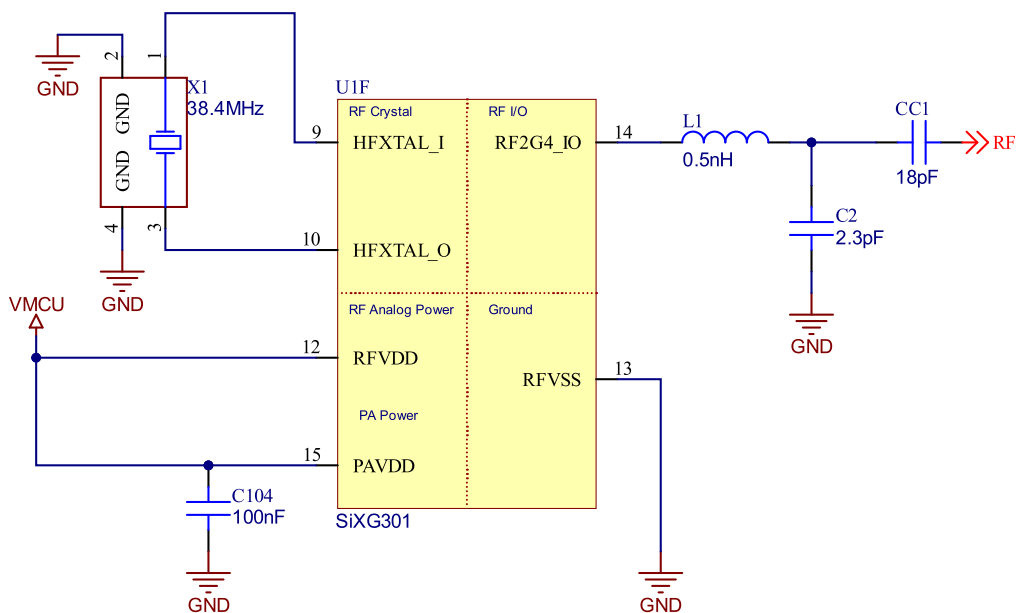 2
1
GND
X1
38.4MHz
GND
GND
4
3
GND
VMCU
U1F
RF Crystal
RF I/O
9
HFXTAL_I
RF2G4_IO
14
10
HFXTAL_O
RF Analog Power
Ground
12
RFVDD
RFVSS
13
PA Power
15
PAVDD
SiXG301
C104
100nF
GND
GND
L1
0.5nH
CC1
18pF
RF
C2
2.3pF
GND